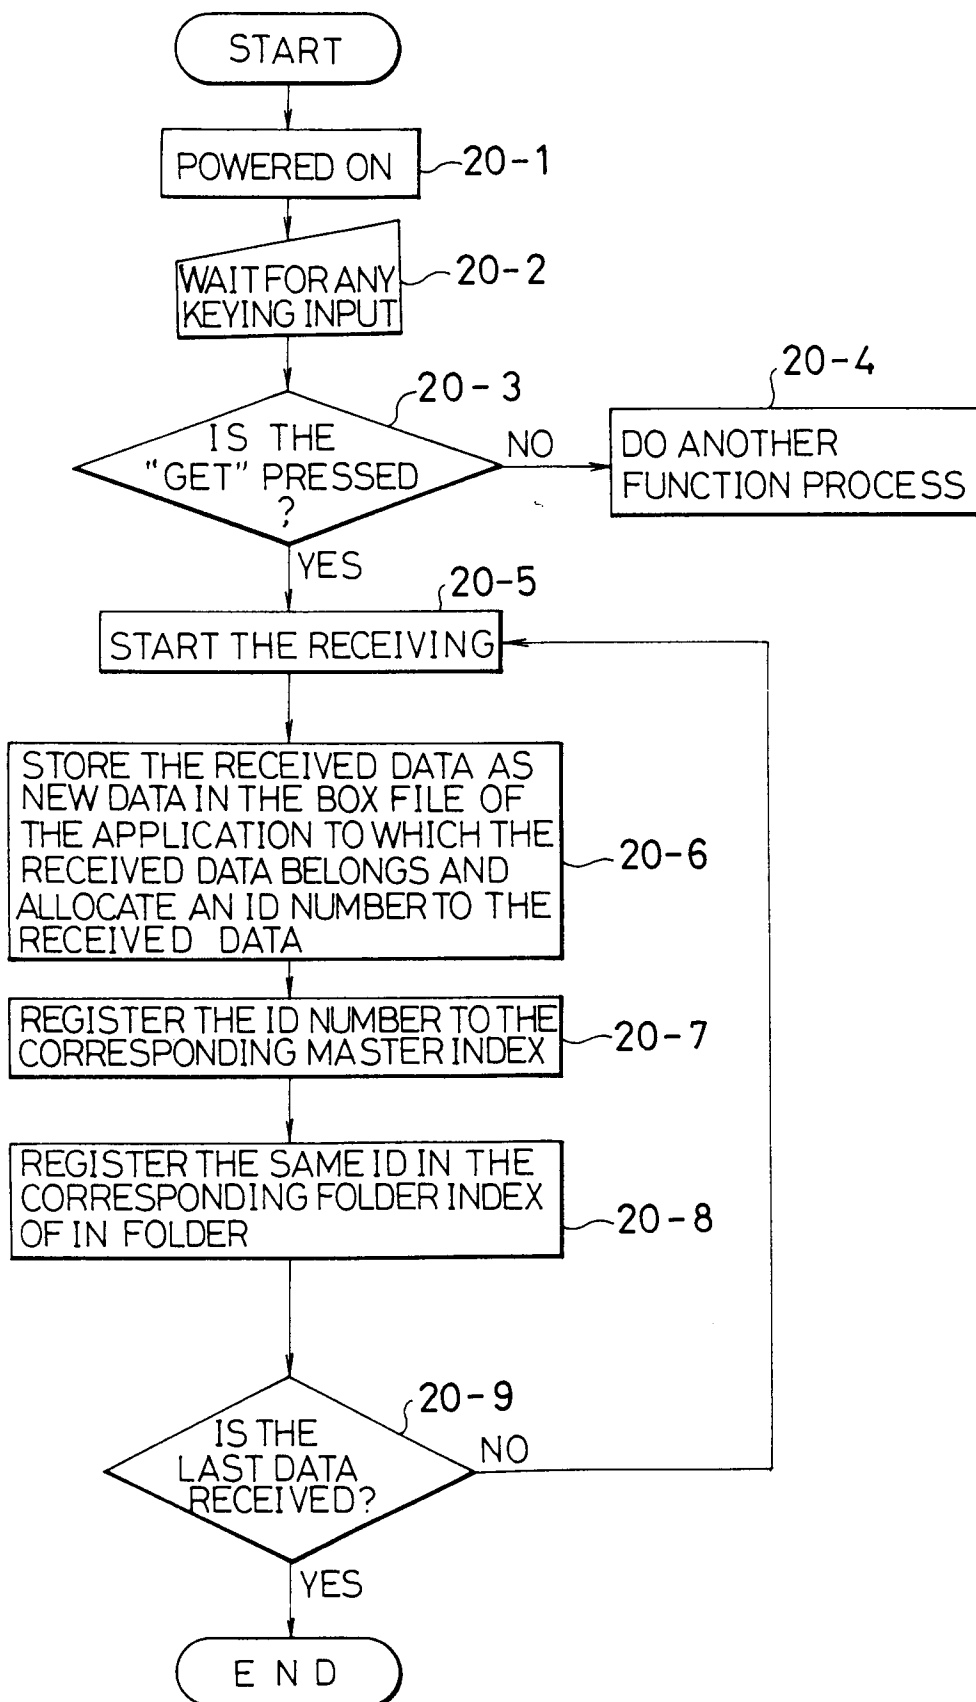 START
POWERED ON
20-1
WAIT FOR ANY
KEYING INPUT
20-2
20-3
IS THE
"GET" PRESSED
?
NO
20-4
DO ANOTHER
FUNCTION PROCESS
YES
20-5
START THE RECEIVING
STORE THE RECEIVED DATA AS
NEW DATA IN THE BOX FILE OF
THE APPLICATION TO WHICH THE
RECEIVED DATA BELONGS AND
ALLOCATE AN ID NUMBER TO THE
RECEIVED DATA
20-6
REGISTER THE ID NUMBER TO THE
CORRESPONDING MASTER INDEX
20-7
REGISTER THE SAME ID IN THE
CORRESPONDING FOLDER INDEX
OF IN FOLDER
20-8
20-9
IS THE
LAST DATA
RECEIVED?
NO
YES
END